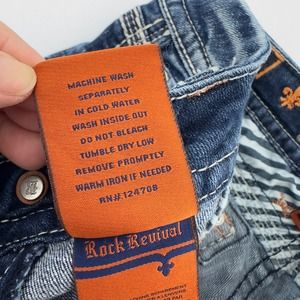 MACHINE WASH
SEPARATELY
IN COLD WATER
WASH INSIDE OUT
DO NOT BLEACH
TUMBLE DRY LOW
REMOVE PROMPTLY
WARM IRON IF NEEDED
RN#124708
Rock Revival